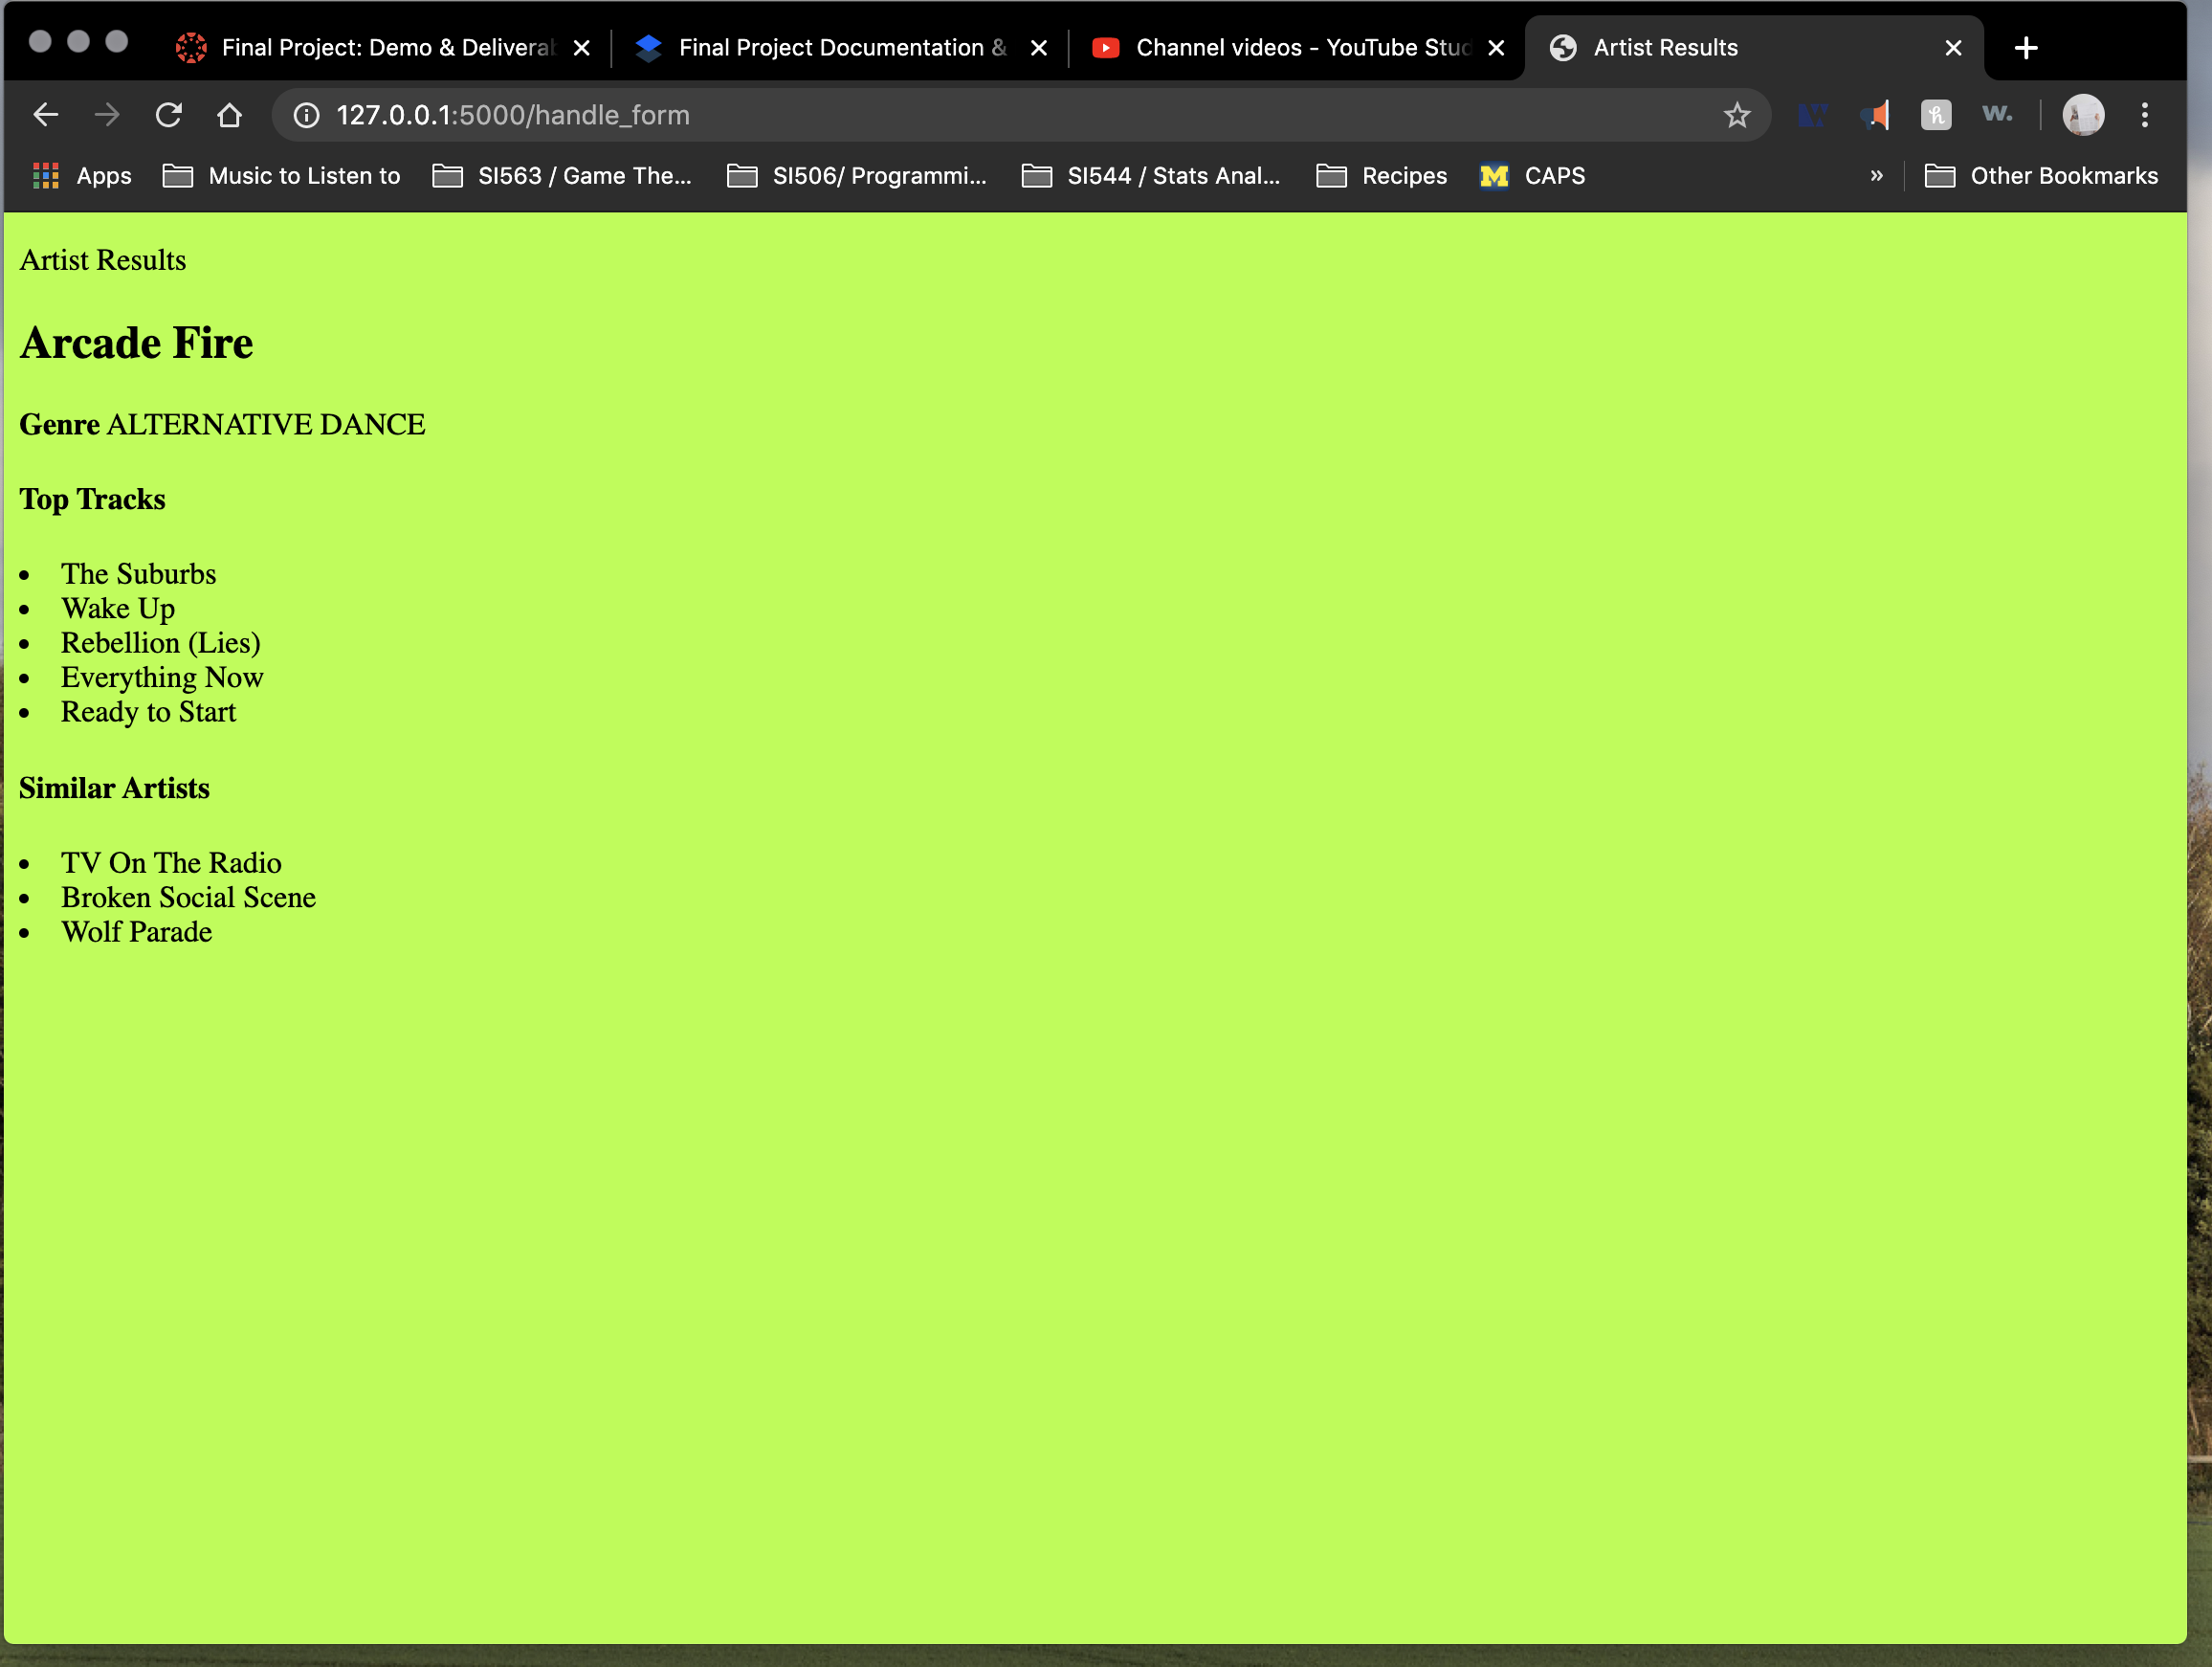 Final Project: Demo & Delivera
Final Project Documentation &
Channel videos - YouTube Stud
Artist Results
127.0.0.1:5000/handle_form
Apps
Music to Listen to
SI563 / Game The...
SI506/ Programmi...
SI544 / Stats Anal...
Recipes
M CAPS
»
Other Bookmarks
Artist Results
Arcade Fire
Genre ALTERNATIVE DANCE
Top Tracks
• The Suburbs
• Wake Up
• Rebellion (Lies)
• Everything Now
• Ready to Start
Similar Artists
• TV On The Radio
• Broken Social Scene
• Wolf Parade